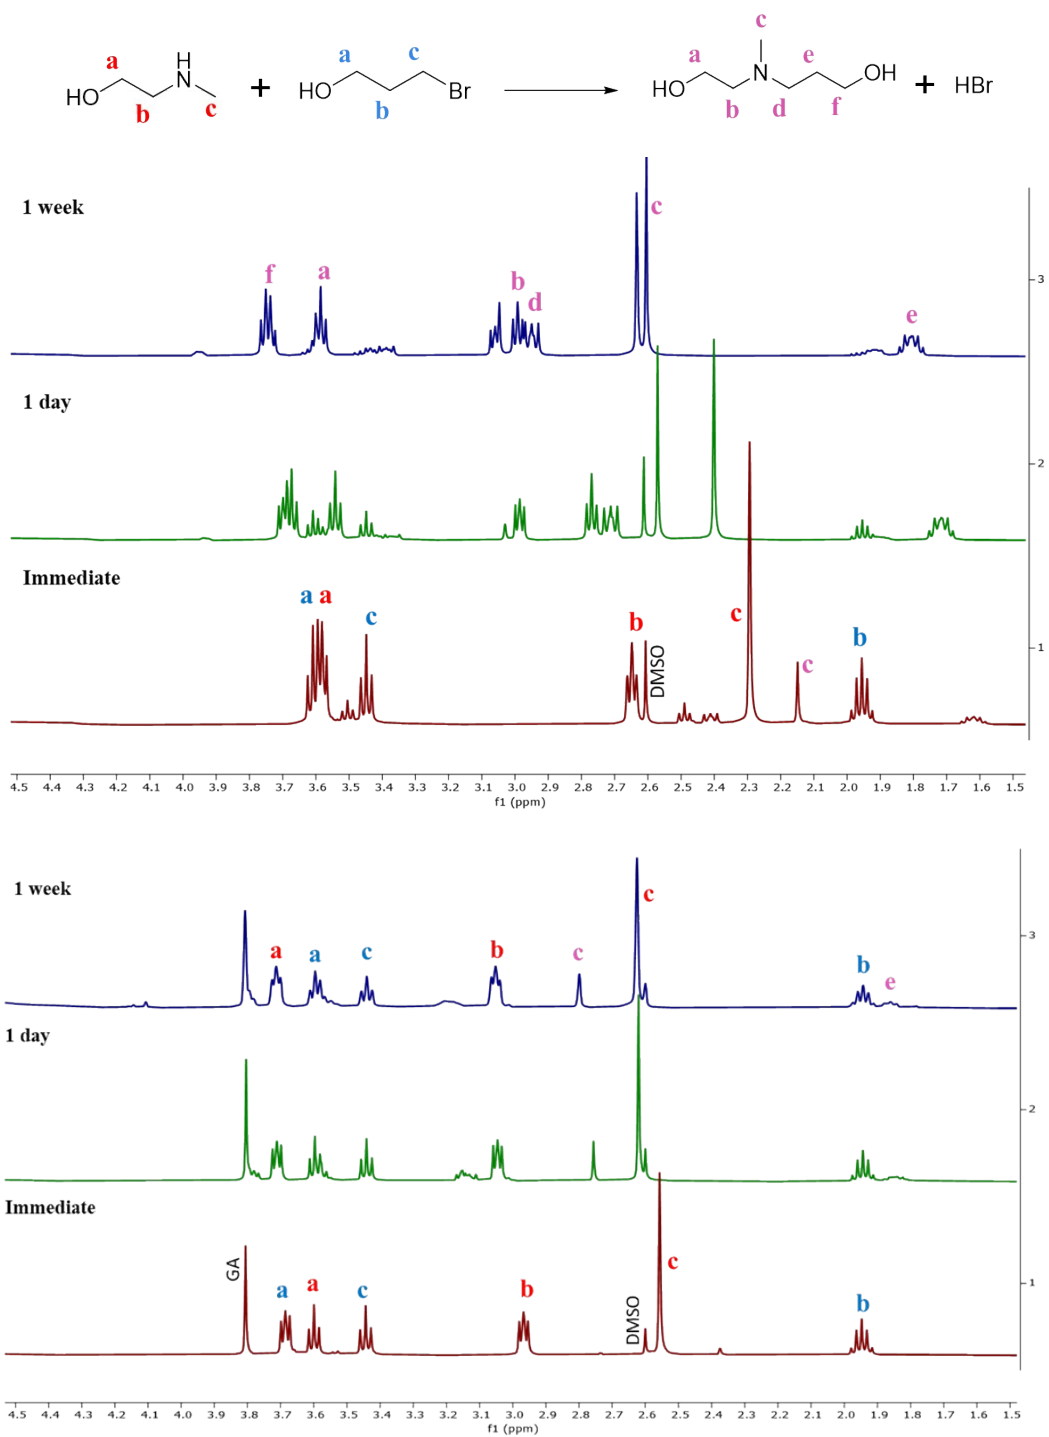 c
a H a c a e
HO N c + HO Br HO N OH + HBr
b b b d f
1 week
c
f a
b
d
e
3
1 day
2
Immediate
a a
c
b
DMSO
c
c
b
1
4.5 4.4 4.3 4.2 4.1 4.0 3.9 3.8 3.7 3.6 3.5 3.4 3.3 3.2 3.1 3.0 2.9 2.8 2.7 2.6 2.5 2.4 2.3 2.2 2.1 2.0 1.9 1.8 1.7 1.6 1.5
f1 (ppm)
1 week
c
a a c b c b e
3
1 day
2
Immediate
GA
a a c b
DMSO
c
b
1
4.5 4.4 4.3 4.2 4.1 4.0 3.9 3.8 3.7 3.6 3.5 3.4 3.3 3.2 3.1 3.0 2.9 2.8 2.7 2.6 2.5 2.4 2.3 2.2 2.1 2.0 1.9 1.8 1.7 1.6 1.5
f1 (ppm)